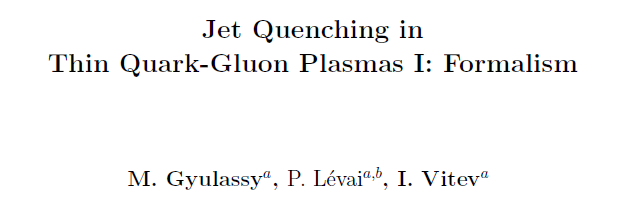 Jet Quenching in
Thin Quark-Gluon Plasmas I: Formalism
M. Gyulassyᵃ, P. Lévaiᵃ,ᵇ, I. Vitevᵃ